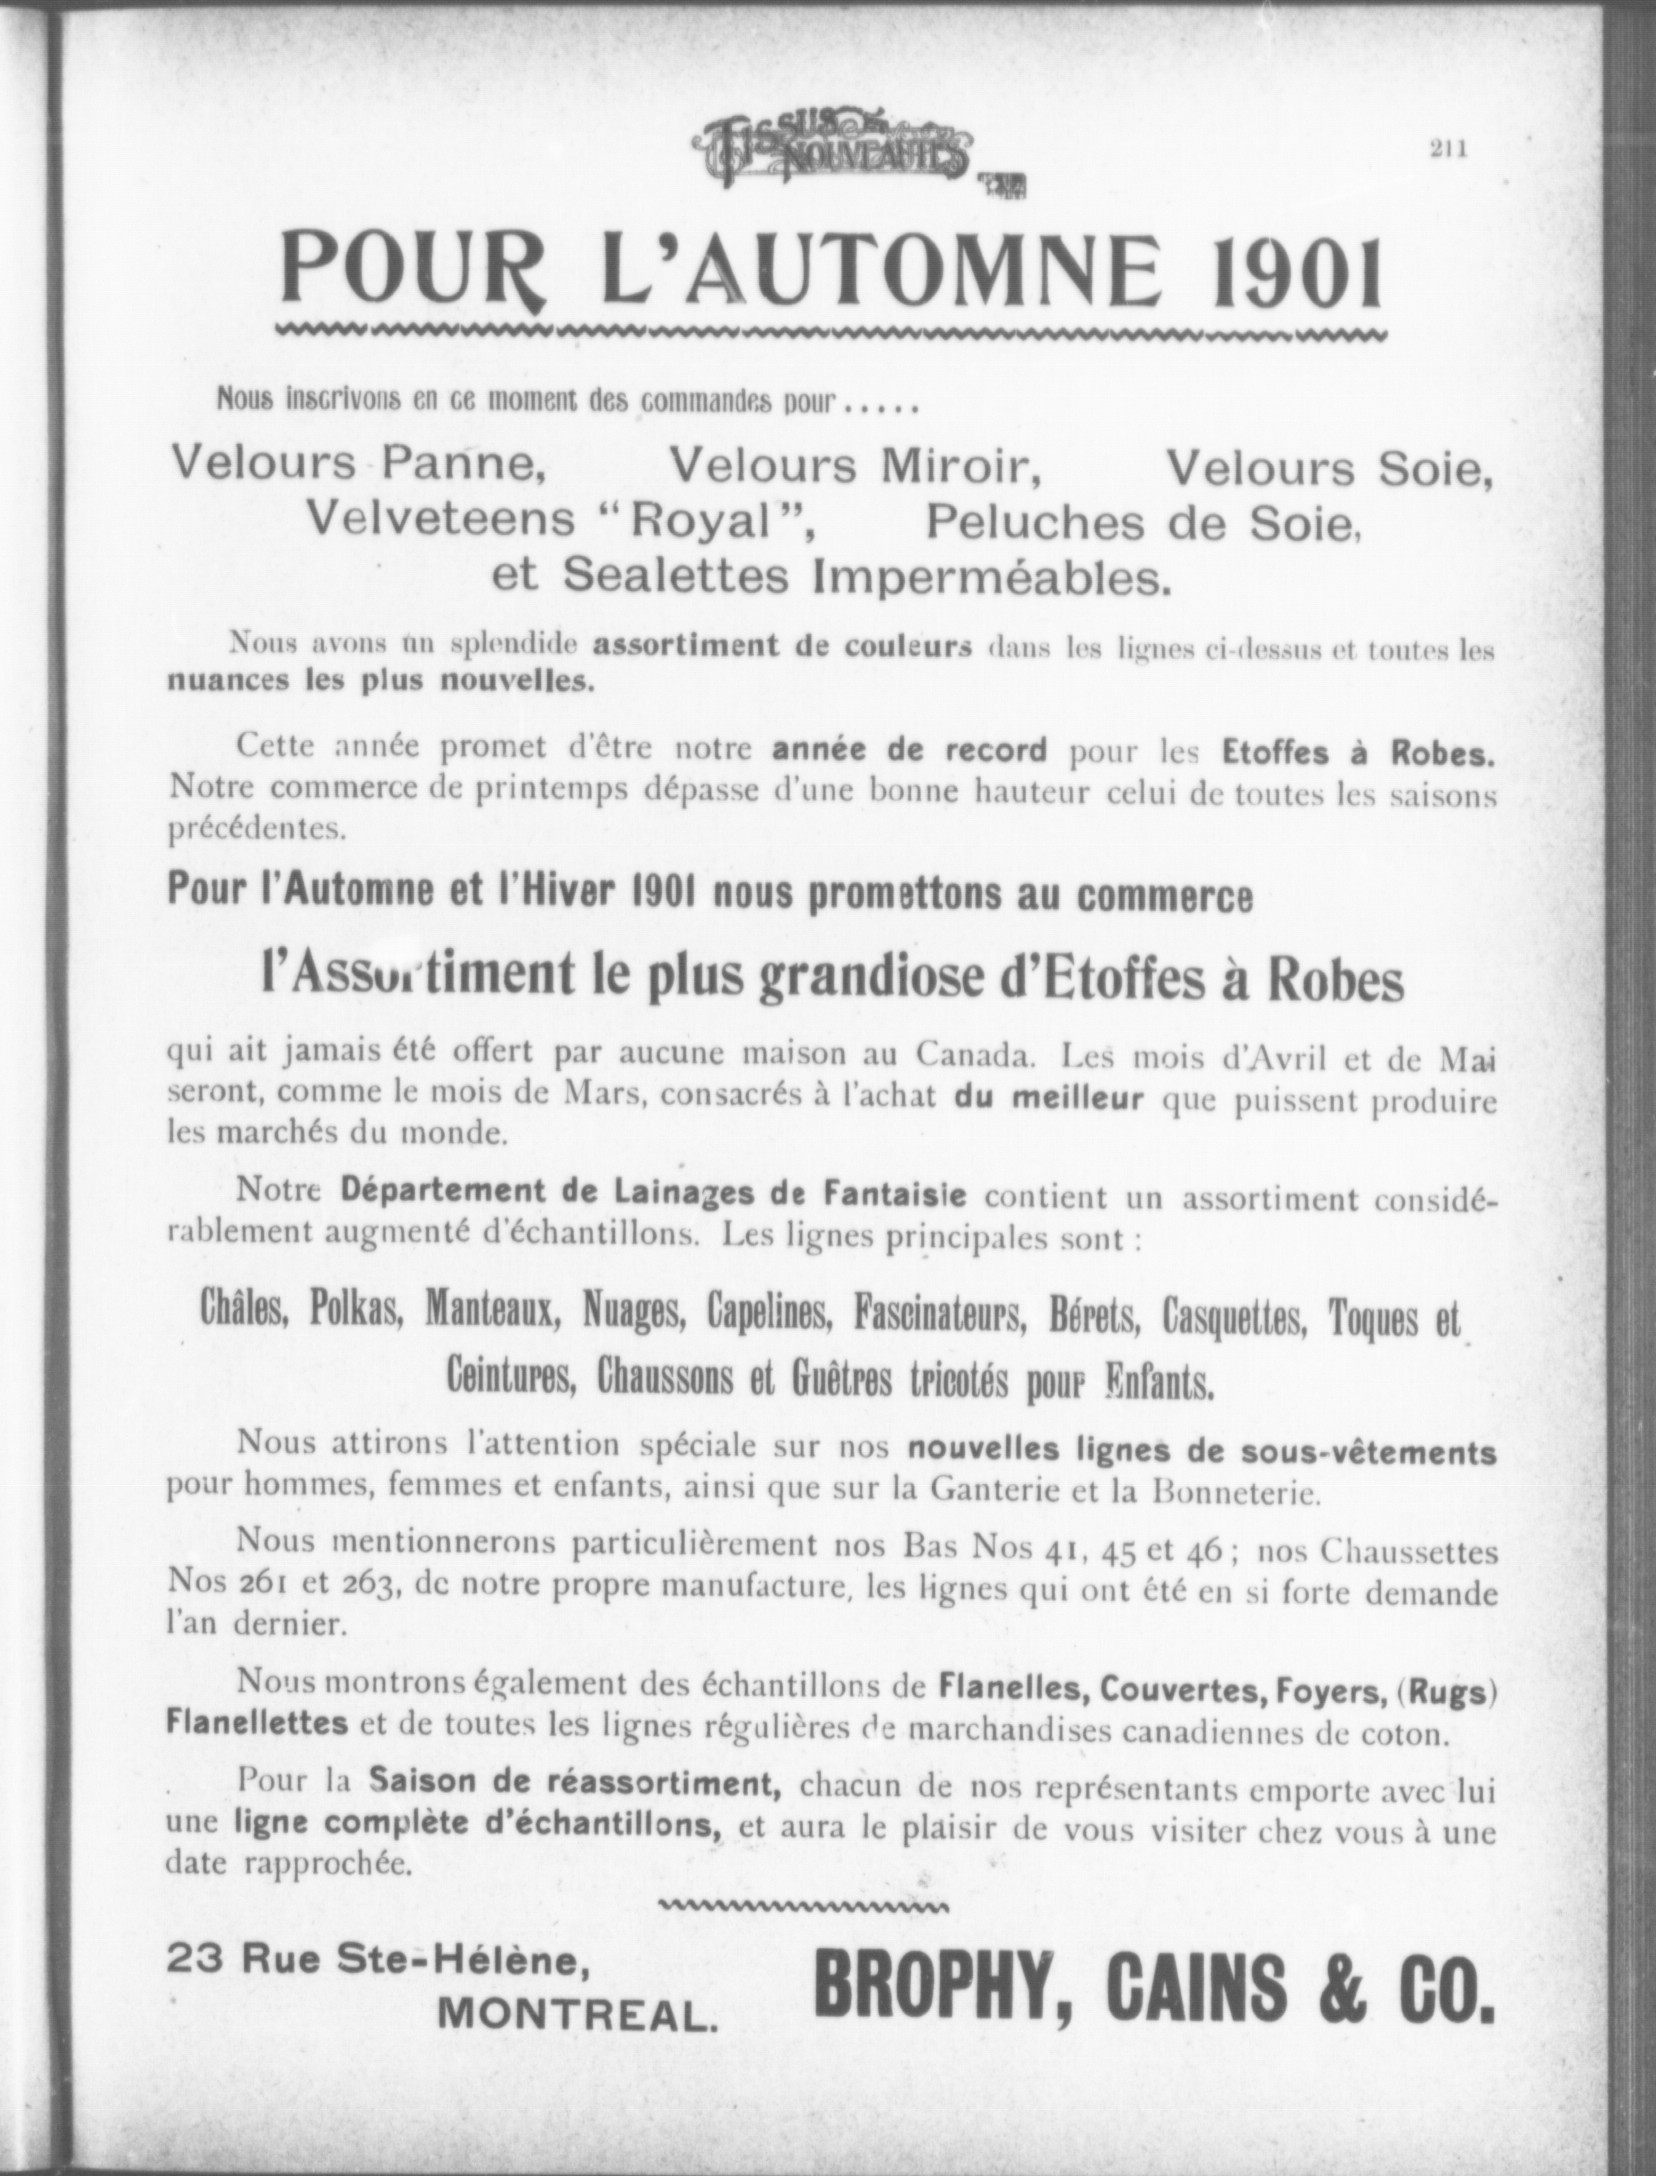 Tissus et Nouveautés
211
POUR L'AUTOMNE 1901
Nous inscrivons en ce moment des commandes pour.....
Velours Panne, Velours Miroir, Velours Soie,
Velveteens "Royal", Peluches de Soie,
et Sealettes Imperméables.
Nous avons un splendide assortiment de couleurs dans les lignes ci-dessus et toutes les
nuances les plus nouvelles.
Cette année promet d'être notre année de record pour les Etoffes à Robes.
Notre commerce de printemps dépasse d'une bonne hauteur celui de toutes les saisons
précédentes.
Pour l'Automne et l'Hiver 1901 nous promettons au commerce
l'Assortiment le plus grandiose d'Etoffes à Robes
qui ait jamais été offert par aucune maison au Canada. Les mois d'Avril et de Mai
seront, comme le mois de Mars, consacrés à l'achat du meilleur que puissent produire
les marchés du monde.
Notre Département de Lainages de Fantaisie contient un assortiment considé-
rablement augmenté d'échantillons. Les lignes principales sont :
Châles, Polkas, Manteaux, Nuages, Capelines, Fascinateurs, Bérets, Casquettes, Toques et
Ceintures, Chaussons et Guêtres tricotés pour Enfants.
Nous attirons l'attention spéciale sur nos nouvelles lignes de sous-vêtements
pour hommes, femmes et enfants, ainsi que sur la Ganterie et la Bonneterie.
Nous mentionnerons particulièrement nos Bas Nos 41, 45 et 46 ; nos Chaussettes
Nos 261 et 263, de notre propre manufacture, les lignes qui ont été en si forte demande
l'an dernier.
Nous montrons également des échantillons de Flanelles, Couvertes, Foyers, (Rugs)
Flanellettes et de toutes les lignes régulières de marchandises canadiennes de coton.
Pour la Saison de réassortiment, chacun de nos représentants emporte avec lui
une ligne complète d'échantillons, et aura le plaisir de vous visiter chez vous à une
date rapprochée.
23 Rue Ste-Hélène,
MONTREAL.
BROPHY, CAINS & CO.